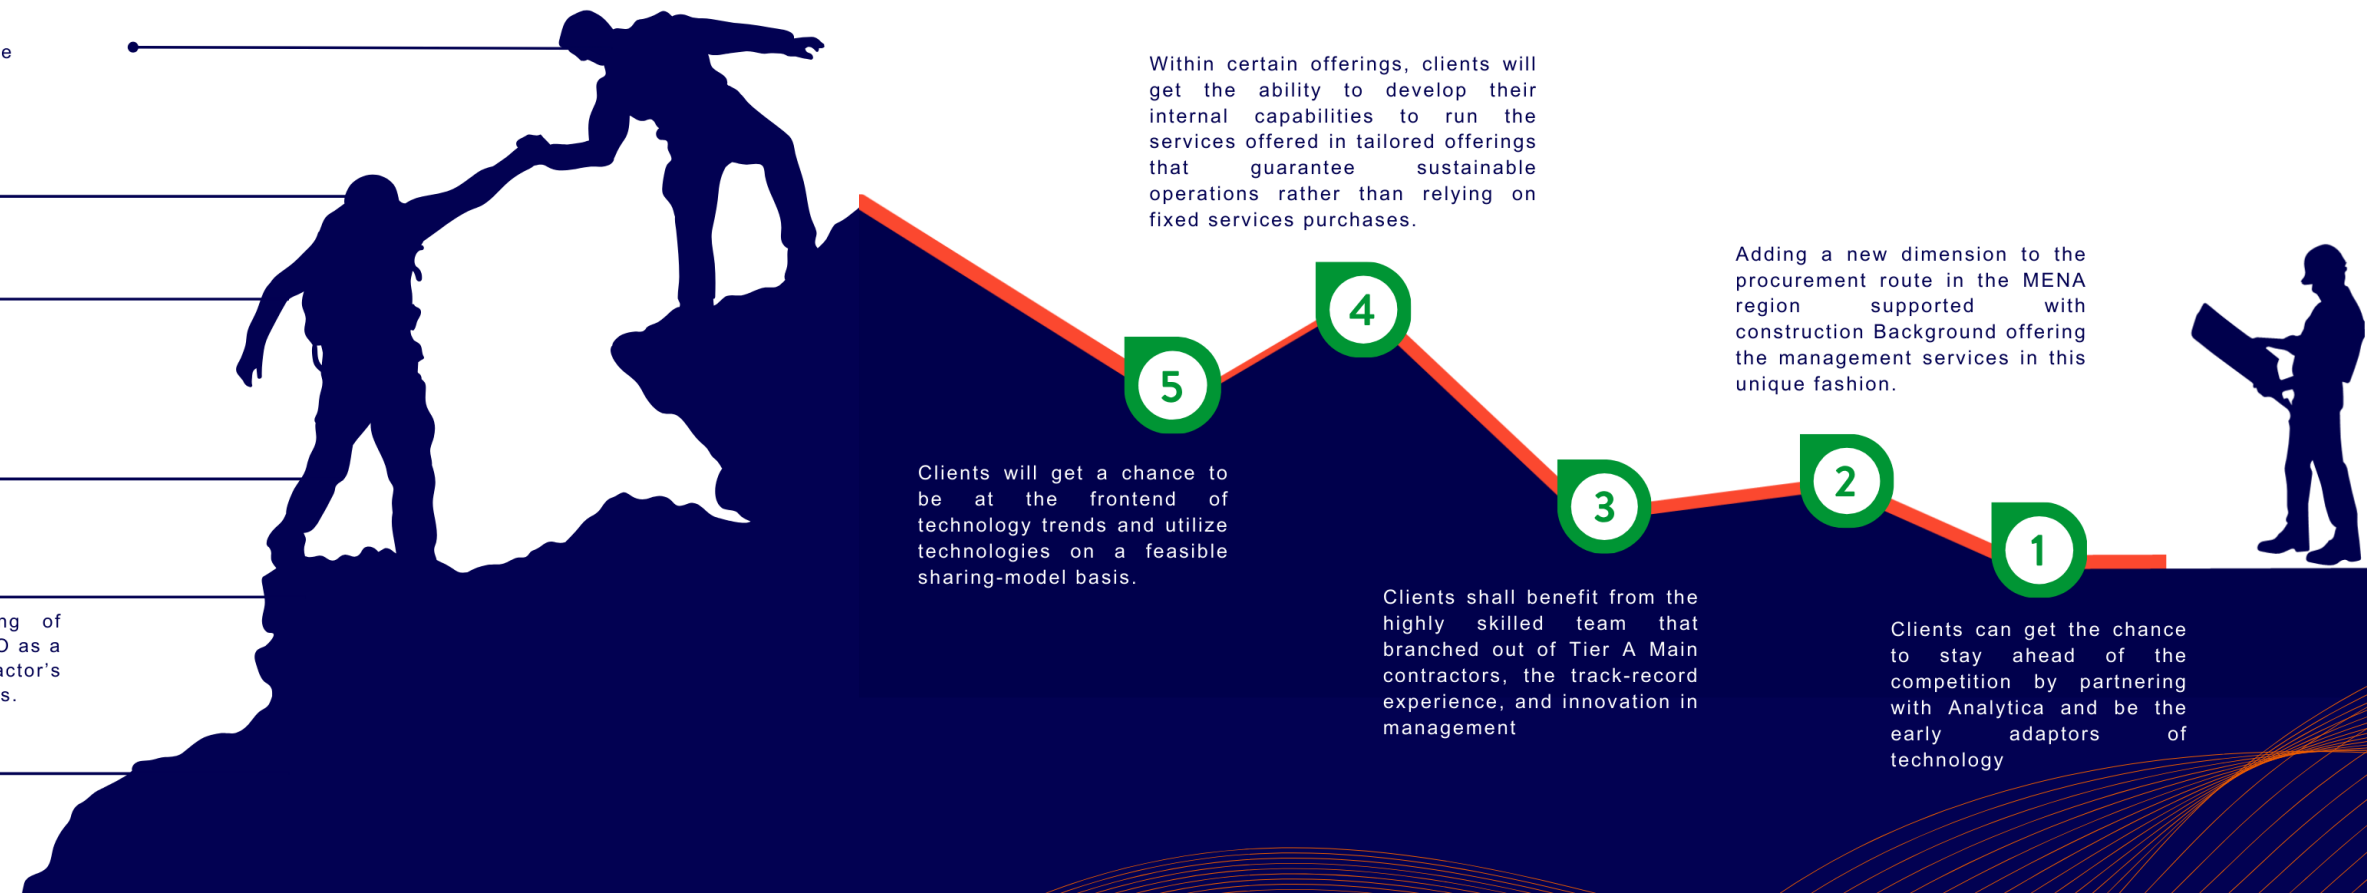 e
ng of
O as a
actor's
s.
Within certain offerings, clients will
get the ability to develop their
internal capabilities to run the
services offered in tailored offerings
that guarantee sustainable
operations rather than relying on
fixed services purchases.
4
Adding a new dimension to the
procurement route in the MENA
region supported with
construction Background offering
the management services in this
unique fashion.
5
Clients will get a chance to
be at the frontend of
technology trends and utilize
technologies on a feasible
sharing-model basis.
3
Clients shall benefit from the
highly skilled team that
branched out of Tier A Main
contractors, the track-record
experience, and innovation in
management
2
1
Clients can get the chance
to stay ahead of the
competition by partnering
with Analytica and be the
early adaptors of
technology